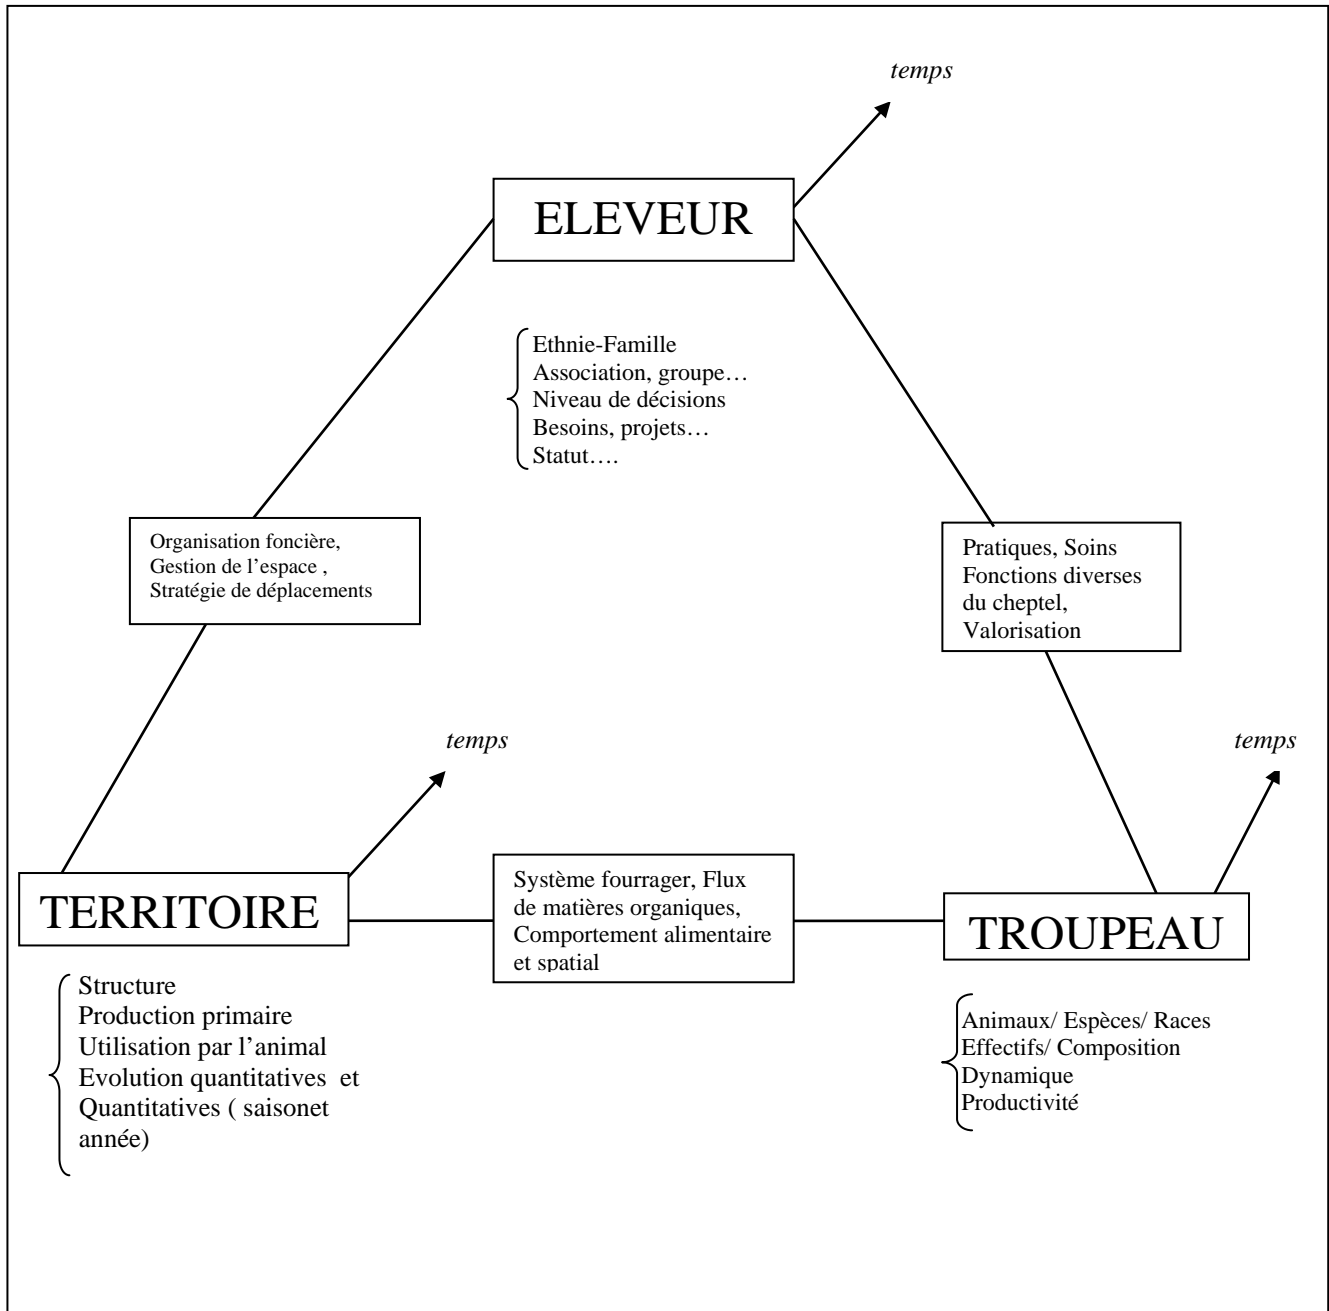 temps
ELEVEUR
Ethnie-Famille
Association, groupe…
Niveau de décisions
Besoins, projets…
Statut….
Organisation foncière,
Gestion de l’espace ,
Stratégie de déplacements
Pratiques, Soins
Fonctions diverses
du cheptel,
Valorisation
temps
temps
TERRITOIRE
Système fourrager, Flux
de matières organiques,
Comportement alimentaire
et spatial
TROUPEAU
Structure
Production primaire
Utilisation par l’animal
Evolution quantitatives et
Quantitatives ( saisonet
année)
Animaux/ Espèces/ Races
Effectifs/ Composition
Dynamique
Productivité